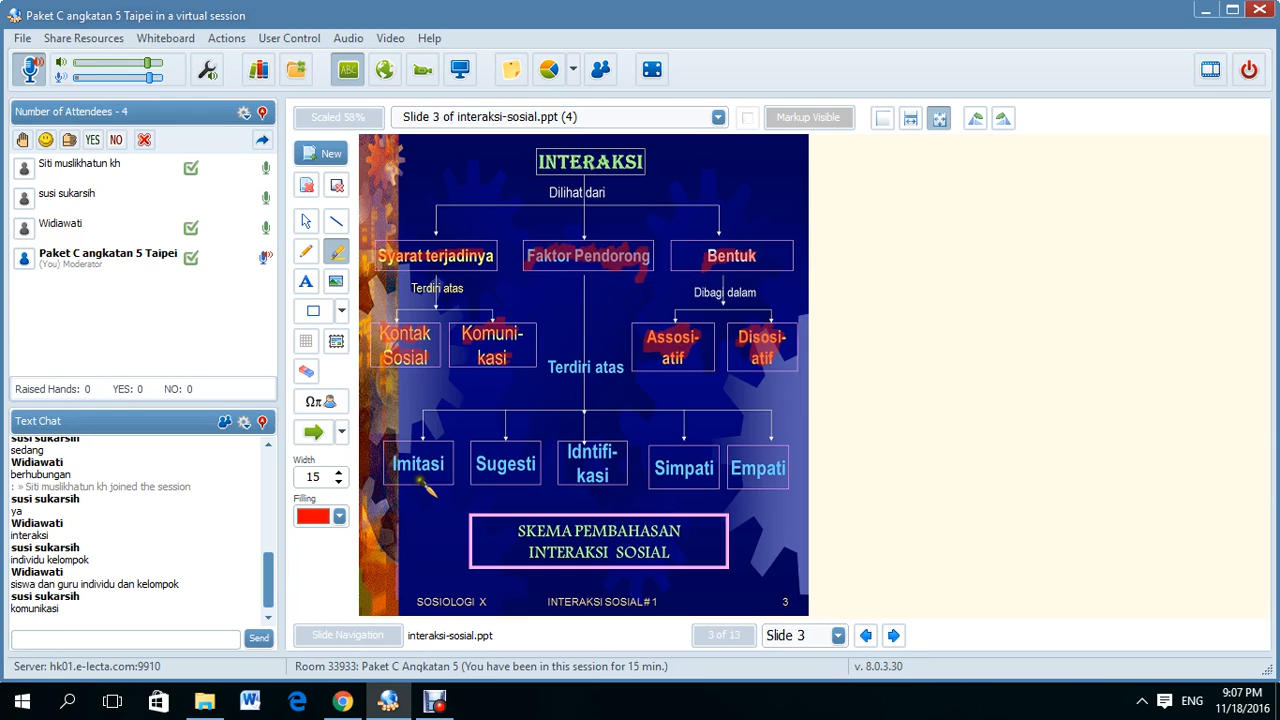 Paket C angkatan 5 Taipei in a virtual session
File Share Resources Whiteboard Actions User Control Audio Video Help
ABC
Number of Attendees - 4
YES NO
Siti muslikhatun kh
susi sukarsih
Widiawati
Paket C angkatan 5 Taipei
(You) Moderator
Raised Hands: 0 YES: 0 NO: 0
Text Chat
susi sukarsih
sedang
Widiawati
berhubungan
: » Siti muslikhatun kh joined the session
susi sukarsih
ya
Widiawati
interaksi
susi sukarsih
individu kelompok
Widiawati
siswa dan guru individu dan kelompok
susi sukarsih
komunikasi
Send
Scaled 58%
Slide 3 of interaksi-sosial.ppt (4)
Markup Visible
New
A
Ωπ
Width
15
Filling
INTERAKSI
Dilihat dari
Syarat terjadinya
Faktor Pendorong
Bentuk
Terdiri atas
Dibagi dalam
Kontak
Sosial
Komuni-
kasi
Assosi-
atif
Disosi-
atif
Terdiri atas
Imitasi
Sugesti
Idntifi-
kasi
Simpati
Empati
SKEMA PEMBAHASAN
INTERAKSI SOSIAL
SOSIOLOGI X INTERAKSI SOSIAL # 1 3
Slide Navigation
interaksi-sosial.ppt
3 of 13
Slide 3
Server: hk01.e-lecta.com:9910
Room 33933: Paket C Angkatan 5 (You have been in this session for 15 min.)
v. 8.0.3.30
ENG
9:07 PM
11/18/2016